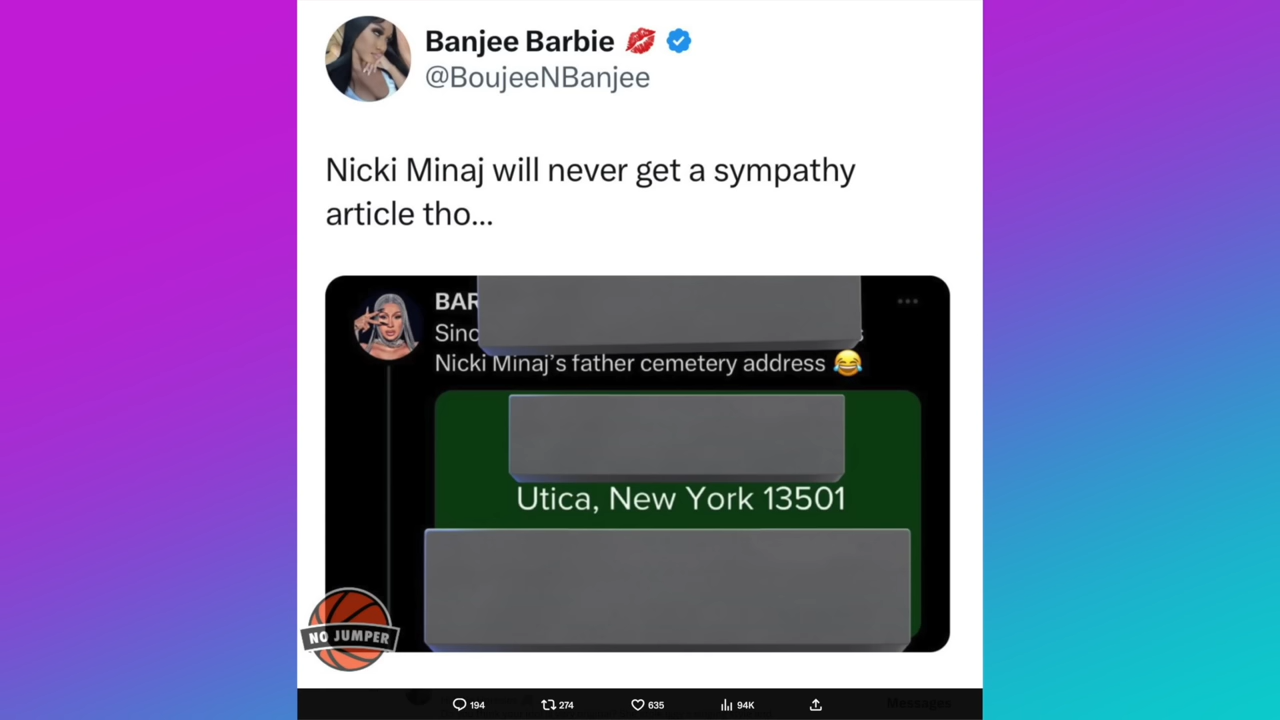 Banjee Barbie 💋
@BoujeeNBanjee
Nicki Minaj will never get a sympathy
article tho...
BAR
Sinc s
Nicki Minaj's father cemetery address 😂
Utica, New York 13501
NO JUMPER
194 274 635 94K
Messages